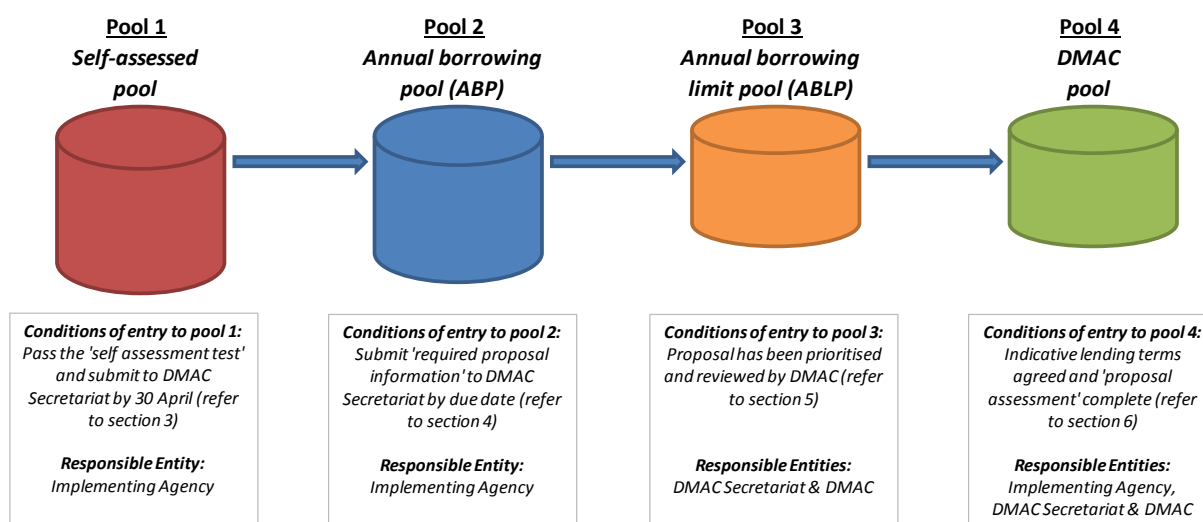 Pool 1
Self-assessed
pool
Pool 2
Annual borrowing
pool (ABP)
Pool 3
Annual borrowing
limit pool (ABLP)
Pool 4
DMAC
pool
Conditions of entry to pool 1:
Pass the 'self assessment test'
and submit to DMAC
Secretariat by 30 April (refer
to section 3)
Responsible Entity:
Implementing Agency
Conditions of entry to pool 2:
Submit 'required proposal
information' to DMAC
Secretariat by due date (refer
to section 4)
Responsible Entity:
Implementing Agency
Conditions of entry to pool 3:
Proposal has been prioritised
and reviewed by DMAC (refer
to section 5)
Responsible Entities:
DMAC Secretariat & DMAC
Conditions of entry to pool 4:
Indicative lending terms
agreed and 'proposal
assessment' complete (refer
to section 6)
Responsible Entities:
Implementing Agency,
DMAC Secretariat & DMAC